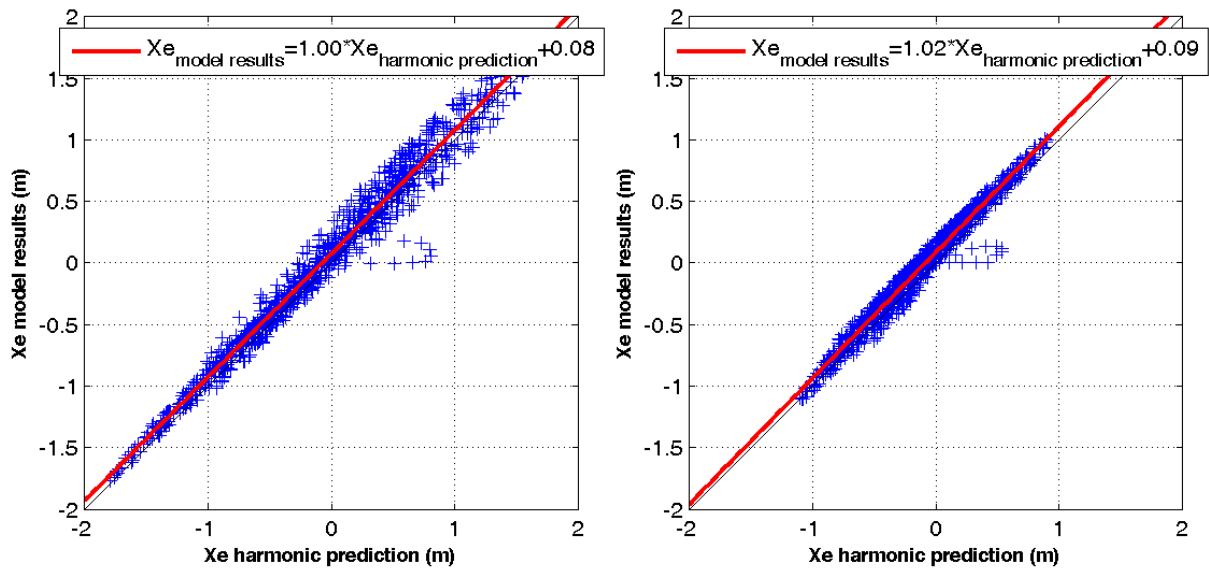 Xe model results=1.00*Xe harmonic prediction+0.08
2
1.5
1
0.5
0
-0.5
-1
-1.5
-2
Xe model results (m)
-2 -1 0 1 2
Xe harmonic prediction (m)
Xe model results=1.02*Xe harmonic prediction+0.09
2
1.5
1
0.5
0
-0.5
-1
-1.5
-2
Xe model results (m)
-2 -1 0 1 2
Xe harmonic prediction (m)